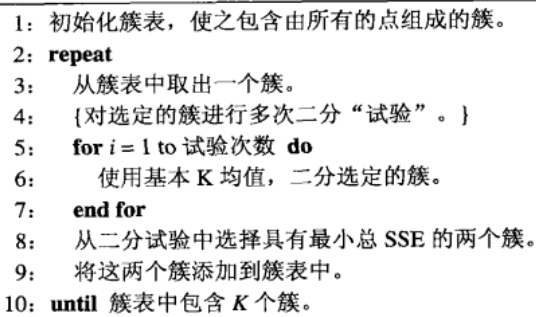 1: 初始化簇表，使之包含由所有的点组成的簇。
2: repeat
3: 从簇表中取出一个簇。
4: {对选定的簇进行多次二分“试验”。}
5: for i = 1 to 试验次数 do
6: 使用基本 K 均值，二分选定的簇。
7: end for
8: 从二分试验中选择具有最小总 SSE 的两个簇。
9: 将这两个簇添加到簇表中。
10: until 簇表中包含 K 个簇。